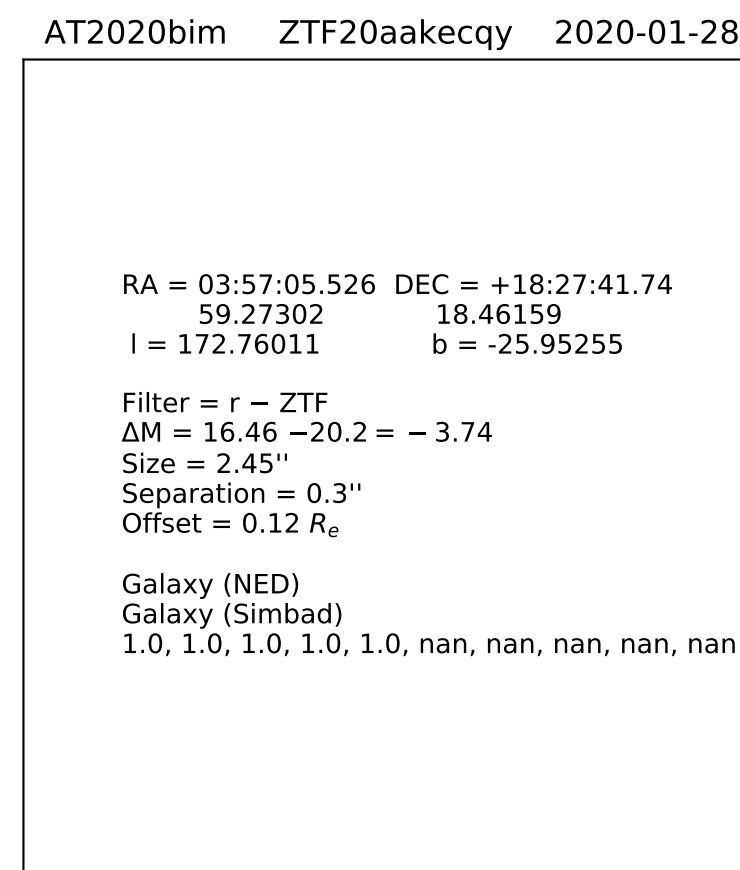 AT2020bim ZTF20aakecqy 2020-01-28
RA = 03:57:05.526 DEC = +18:27:41.74
59.27302 18.46159
l = 172.76011 b = -25.95255
Filter = r − ZTF
ΔM = 16.46 −20.2 = − 3.74
Size = 2.45''
Separation = 0.3''
Offset = 0.12 Re
Galaxy (NED)
Galaxy (Simbad)
1.0, 1.0, 1.0, 1.0, 1.0, nan, nan, nan, nan, nan